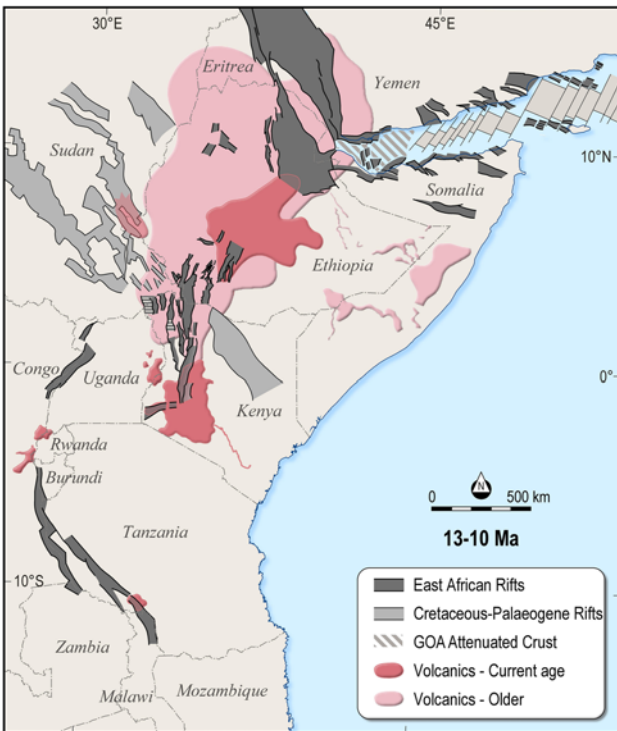 30°E
45°E
Eritrea
Yemen
Sudan
10°N
Somalia
Ethiopia
Congo
Uganda
0°
Kenya
Rwanda
Burundi
N
0 500 km
Tanzania
13-10 Ma
10°S
East African Rifts
Cretaceous-Palaeogene Rifts
GOA Attenuated Crust
Zambia
Volcanics - Current age
Malawi
Mozambique
Volcanics - Older